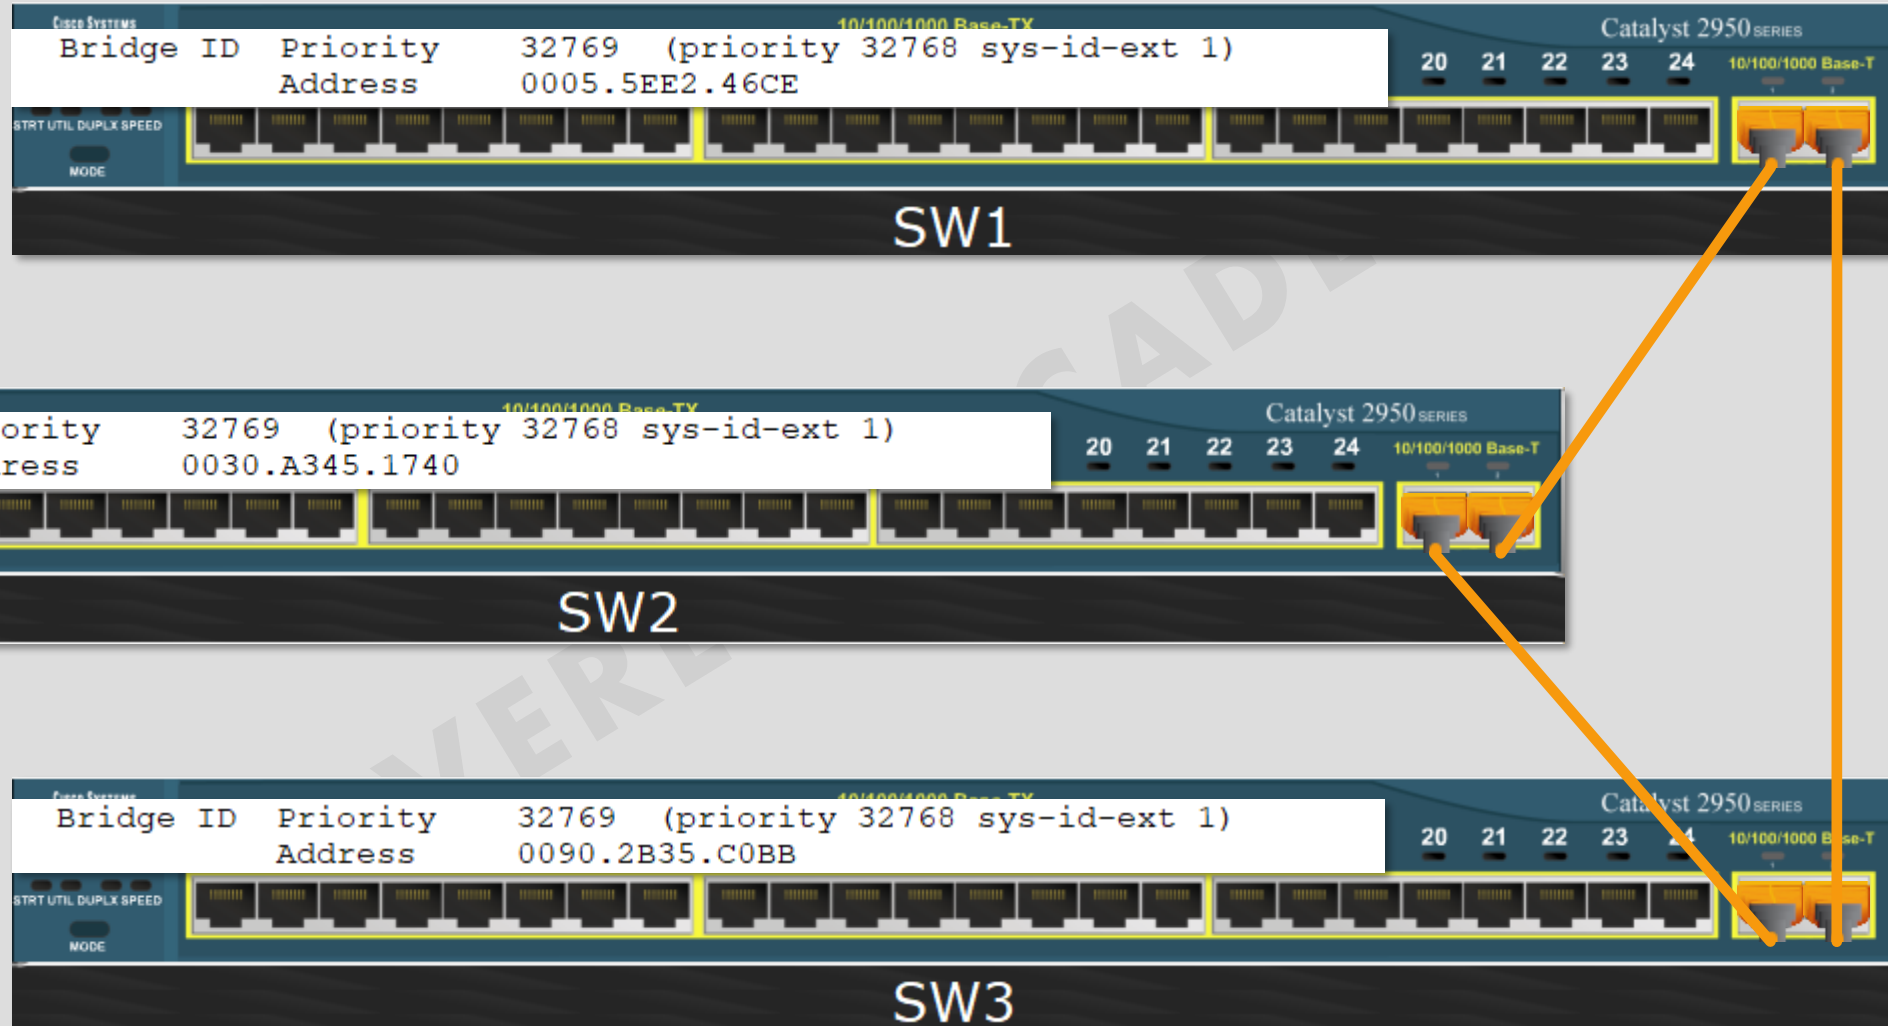 CISCO SYSTEMS
10/100/1000 Base-TX
Catalyst 2950 SERIES
Bridge ID Priority 32769 (priority 32768 sys-id-ext 1)
Address 0005.5EE2.46CE
20 21 22 23 24 10/100/1000 Base-T
STRT UTIL DUPLX SPEED
MODE
SW1
10/100/1000 Base-TX
Catalyst 2950 SERIES
ority 32769 (priority 32768 sys-id-ext 1)
ress 0030.A345.1740
20 21 22 23 24 10/100/1000 Base-T
SW2
Catalyst 2950 SERIES
Bridge ID Priority 32769 (priority 32768 sys-id-ext 1)
Address 0090.2B35.C0BB
20 21 22 23 24 10/100/1000 Base-T
STRT UTIL DUPLX SPEED
MODE
SW3